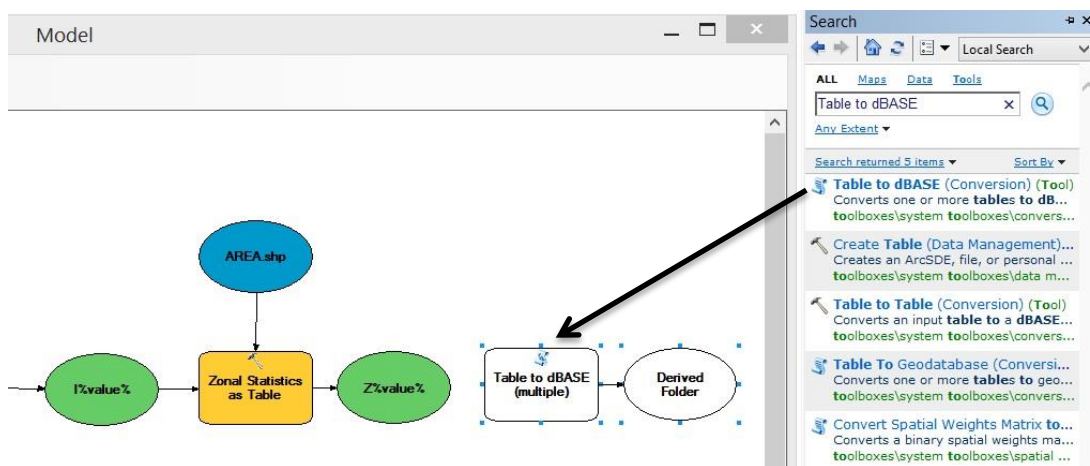 Model
AREA.shp
I%value%
Zonal Statistics
as Table
Z%value%
Table to dBASE
(multiple)
Derived
Folder
Search
Local Search
ALL Maps Data Tools
Table to dBASE
Any Extent
Search returned 5 items Sort By
Table to dBASE (Conversion) (Tool)
Converts one or more tables to dB...
toolboxes\system toolboxes\convers...
Create Table (Data Management)...
Creates an ArcSDE, file, or personal ...
toolboxes\system toolboxes\data m...
Table to Table (Conversion) (Tool)
Converts an input table to a dBASE...
toolboxes\system toolboxes\convers...
Table To Geodatabase (Conversi...
Converts one or more tables to geo...
toolboxes\system toolboxes\convers...
Convert Spatial Weights Matrix to...
Converts a binary spatial weights ma...
toolboxes\system toolboxes\spatial ...